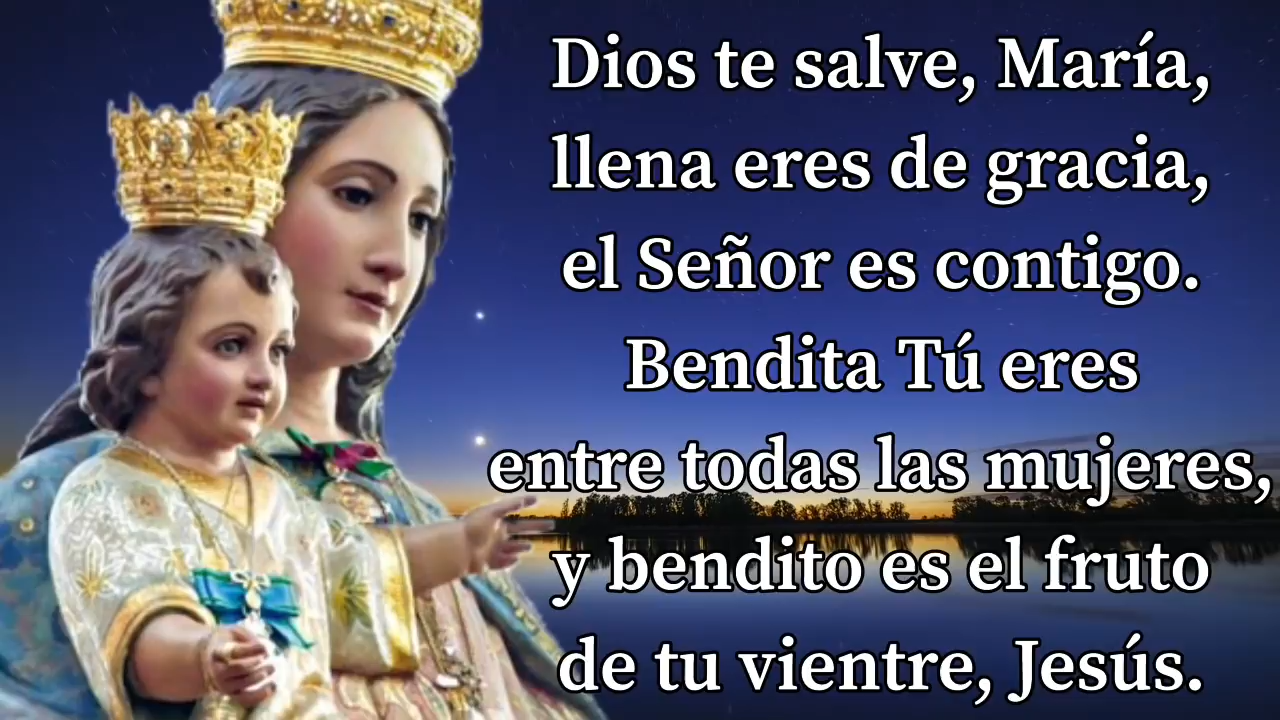 Dios te salve, María,
llena eres de gracia,
el Señor es contigo.
Bendita Tú eres
entre todas las mujeres,
y bendito es el fruto
de tu vientre, Jesús.